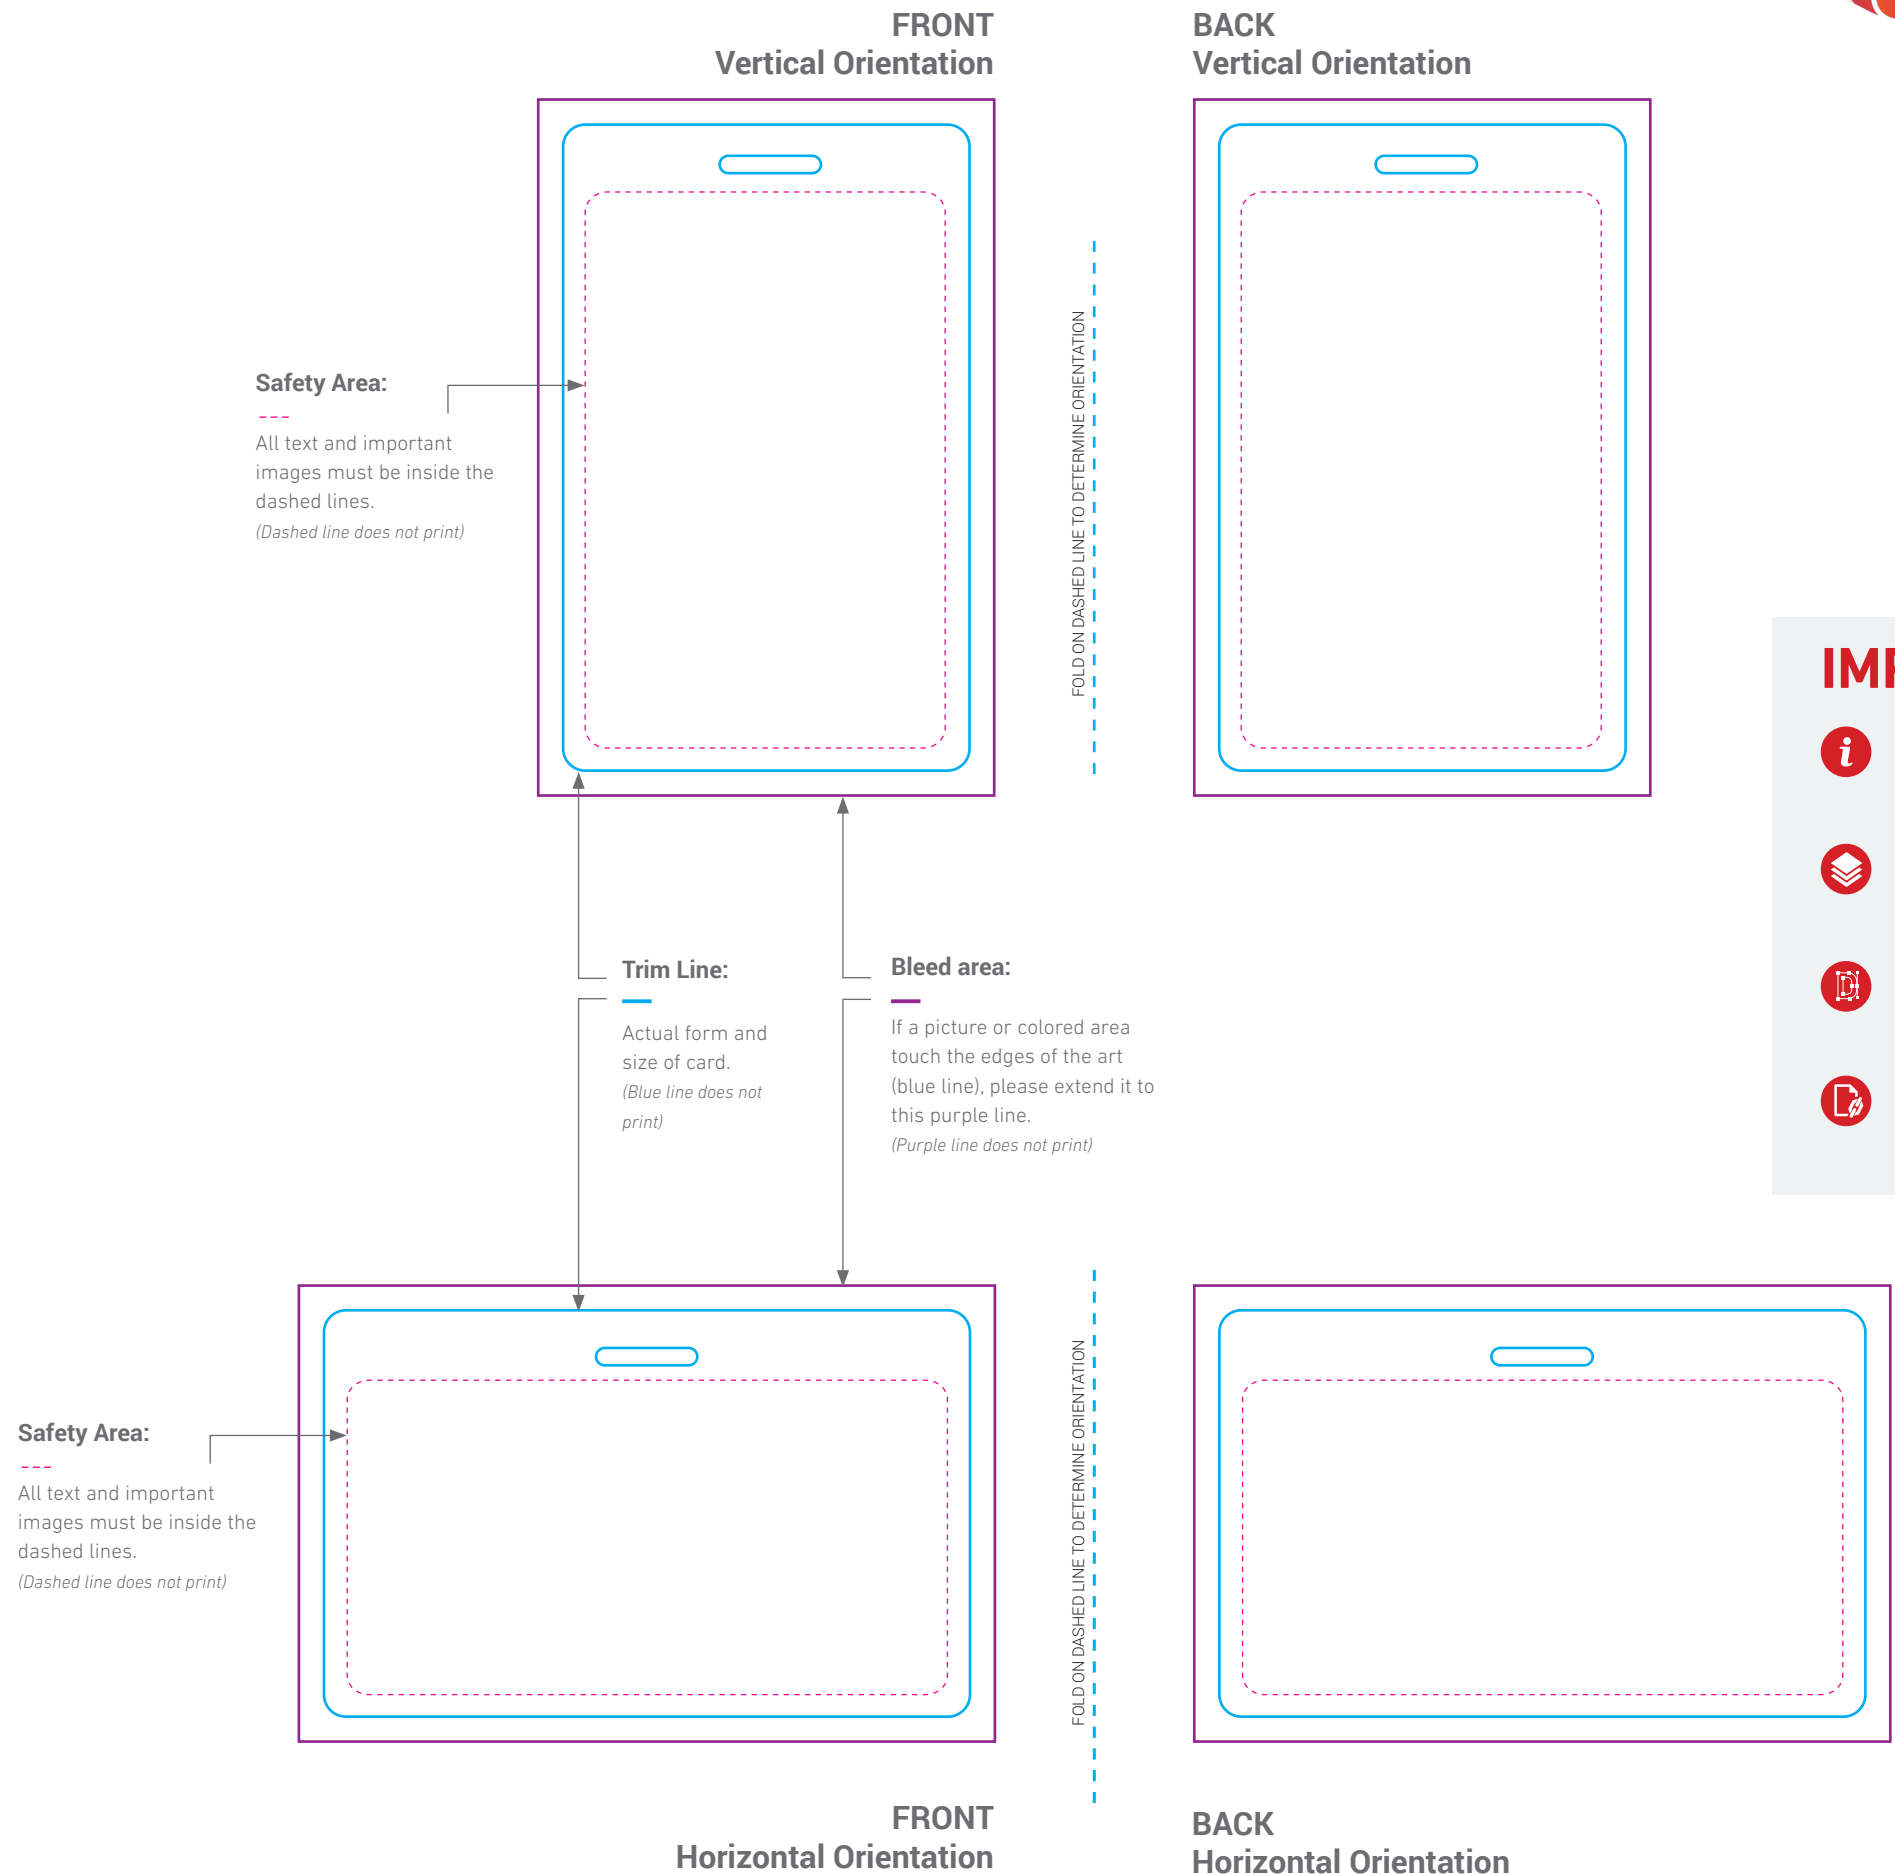 FRONT
Vertical Orientation
BACK
Vertical Orientation
Safety Area:
All text and important
images must be inside the
dashed lines.
(Dashed line does not print)
FOLD ON DASHED LINE TO DETERMINE ORIENTATION
Trim Line:
Actual form and
size of card.
(Blue line does not
print)
Bleed area:
If a picture or colored area
touch the edges of the art
(blue line), please extend it to
this purple line.
(Purple line does not print)
Safety Area:
All text and important
images must be inside the
dashed lines.
(Dashed line does not print)
FOLD ON DASHED LINE TO DETERMINE ORIENTATION
FRONT
Horizontal Orientation
BACK
Horizontal Orientation